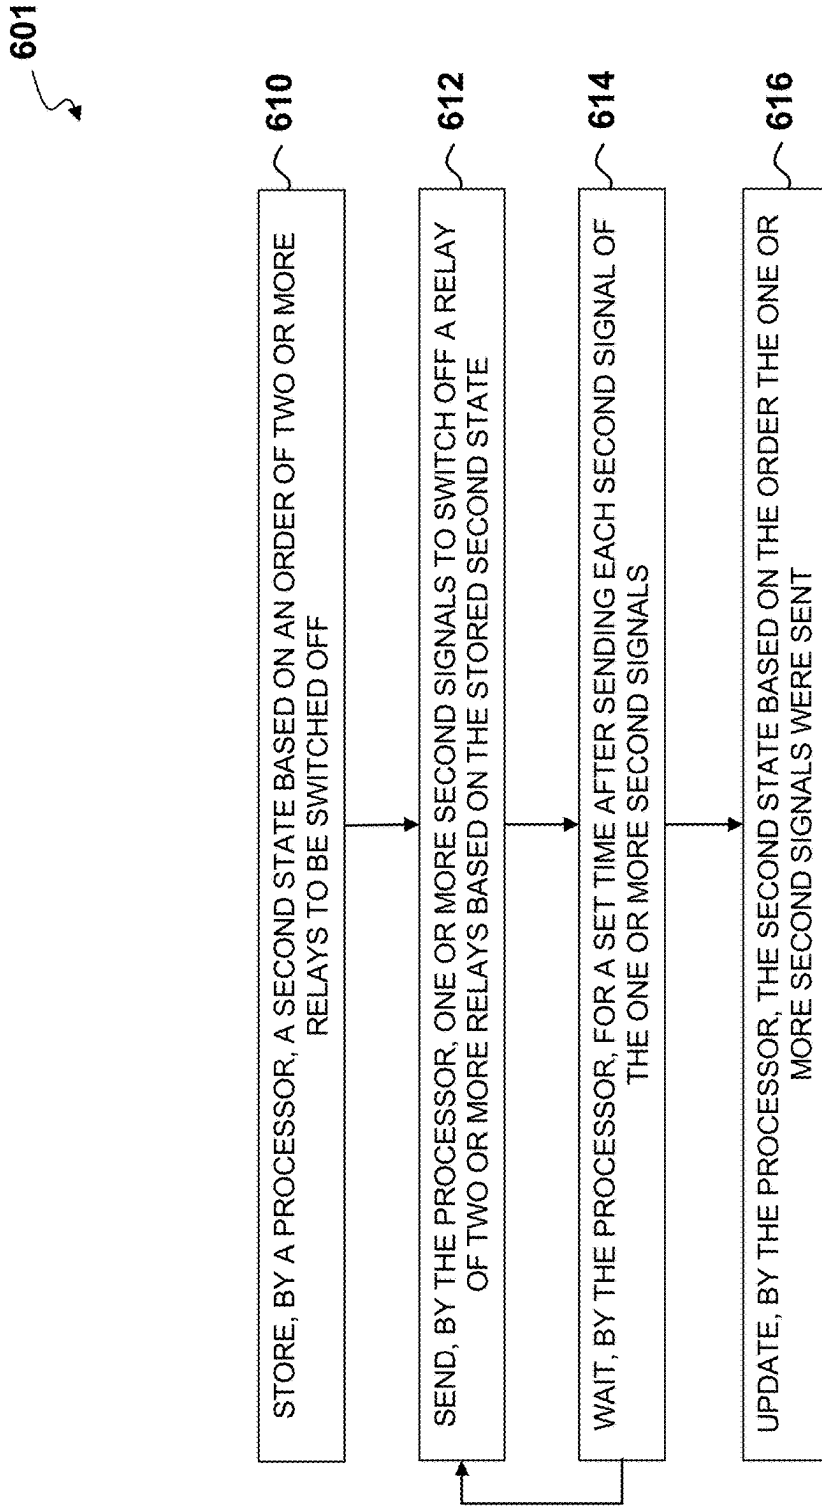 601
STORE, BY A PROCESSOR, A SECOND STATE BASED ON AN ORDER OF TWO OR MORE
RELAYS TO BE SWITCHED OFF
610
SEND, BY THE PROCESSOR, ONE OR MORE SECOND SIGNALS TO SWITCH OFF A RELAY
OF TWO OR MORE RELAYS BASED ON THE STORED SECOND STATE
612
WAIT, BY THE PROCESSOR, FOR A SET TIME AFTER SENDING EACH SECOND SIGNAL OF
THE ONE OR MORE SECOND SIGNALS
614
UPDATE, BY THE PROCESSOR, THE SECOND STATE BASED ON THE ORDER THE ONE OR
MORE SECOND SIGNALS WERE SENT
616